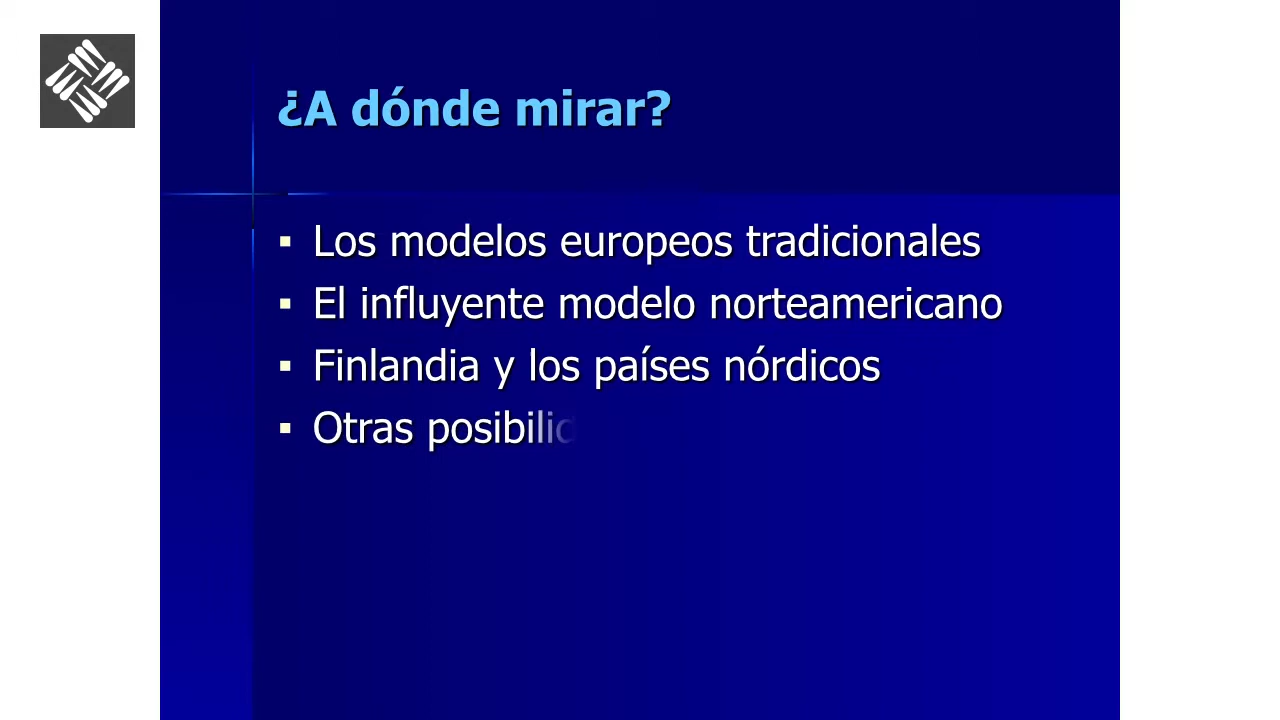 ¿A dónde mirar?
▪ Los modelos europeos tradicionales
▪ El influyente modelo norteamericano
▪ Finlandia y los países nórdicos
▪ Otras